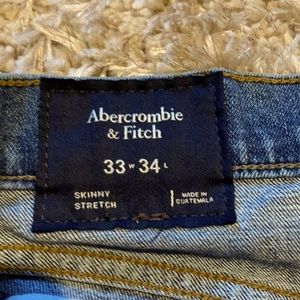 Abercrombie
& Fitch
33 W 34 L
SKINNY
STRETCH
MADE IN
GUATEMALA